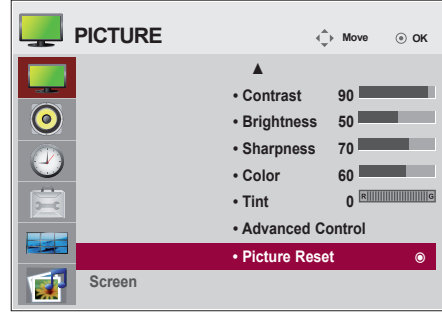 PICTURE
Move OK
▲
• Contrast 90
• Brightness 50
• Sharpness 70
• Color 60
• Tint 0 R G
• Advanced Control
• Picture Reset
Screen